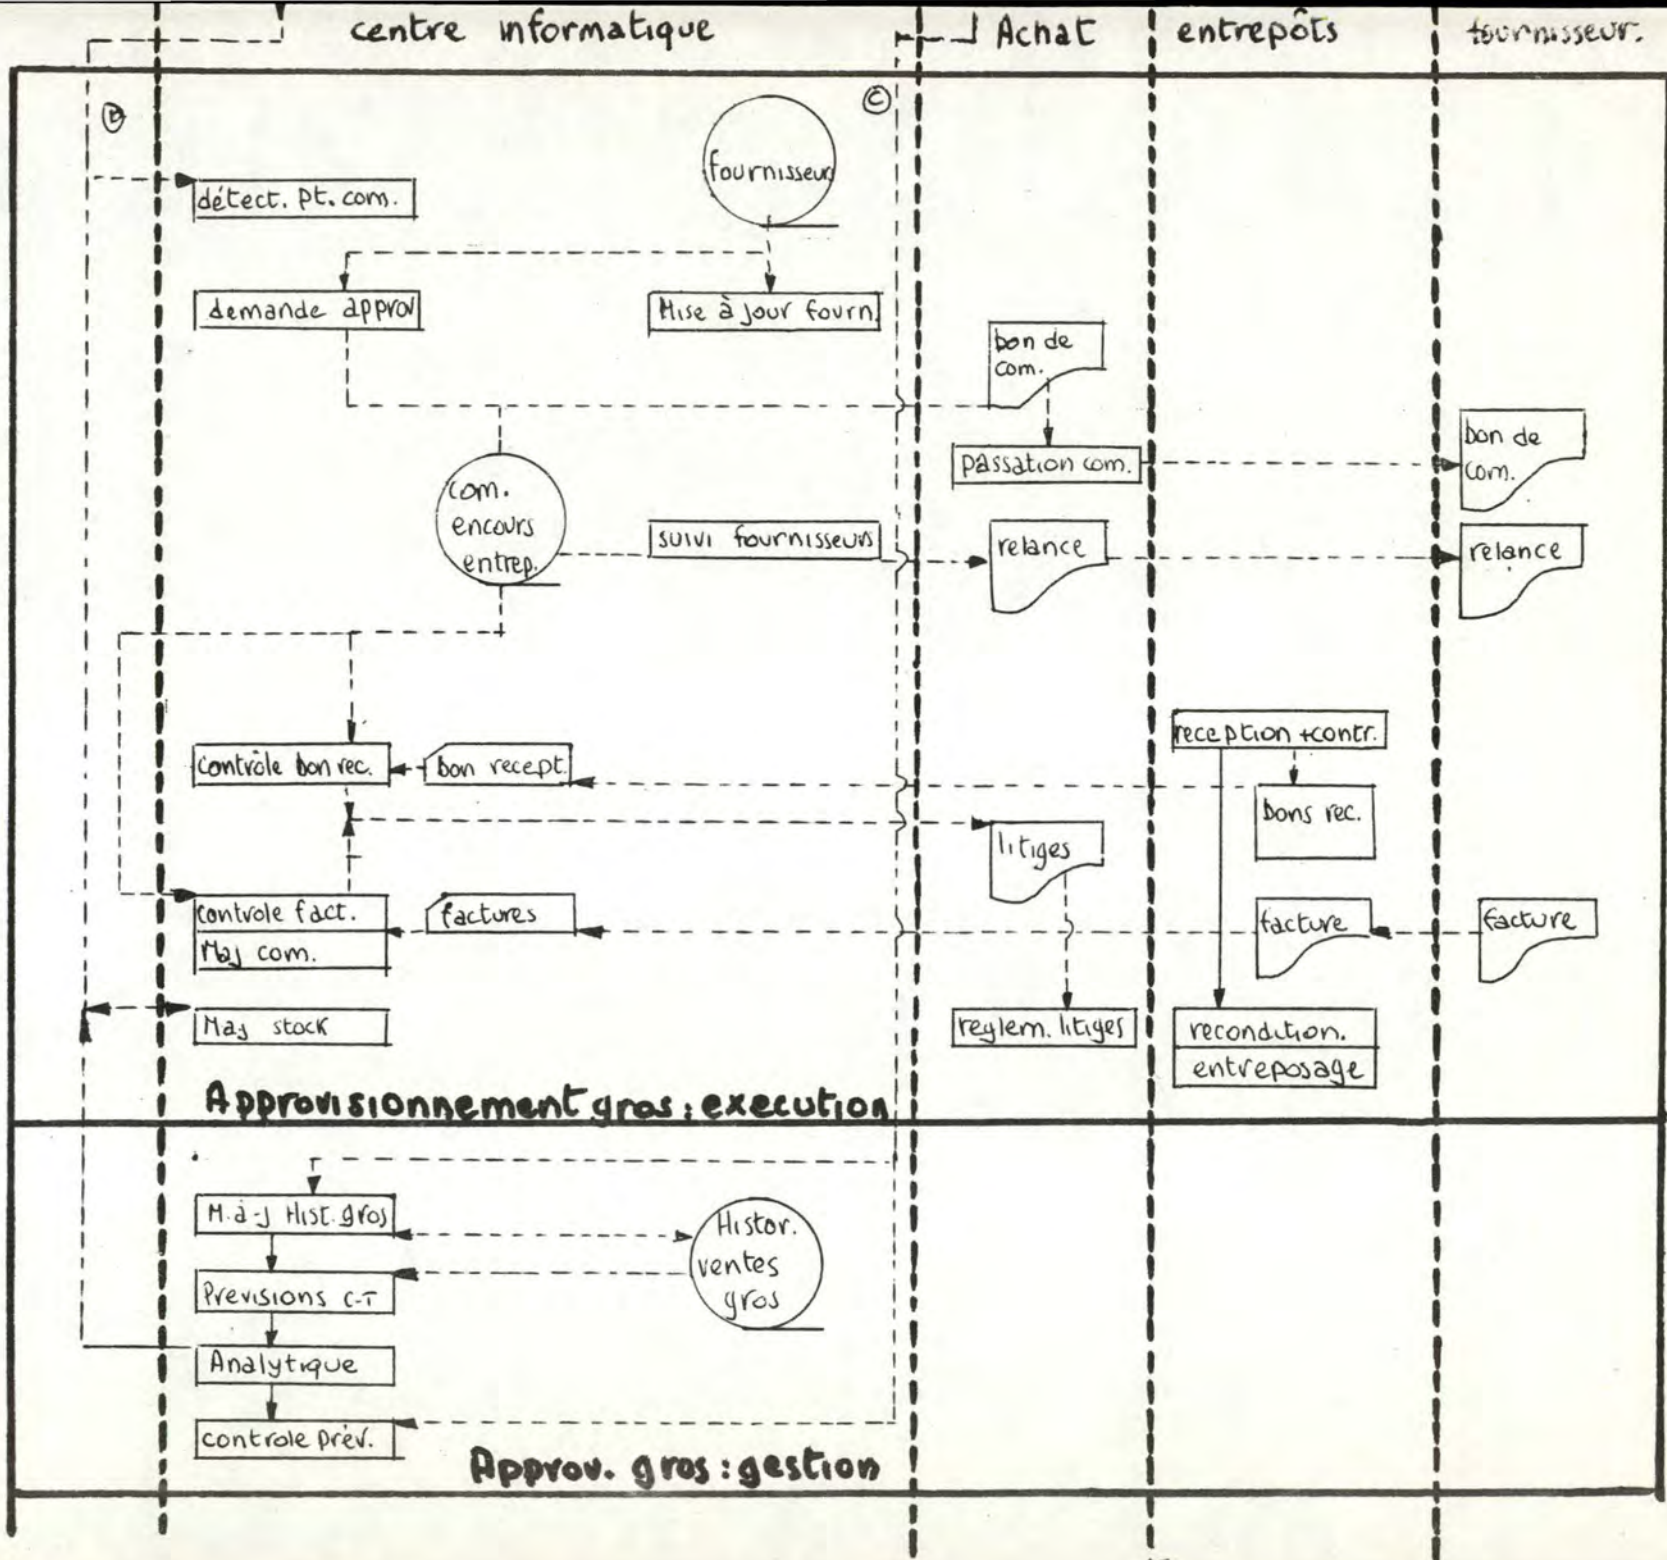 centre informatique
Achat
entrepôts
fournisseur.
C
détect. Pt. com.
fournisseurs
demande approv
Mise à jour fourn.
bon de
com.
passation com.
bon de
com.
com.
encours
entrep.
suivi fournisseurs
relance
relance
contrôle bon rec.
bon recept.
reception + contr.
bons rec.
litiges
controle fact.
Maj com.
factures
facture
facture
Maj stock
reglem. litiges
recondition.
entreposage
Approvisionnement gros : execution
M.à-j Hist. gros
Histor.
ventes
gros
Previsions C-T
Analytique
controle prév.
Approv. gros : gestion